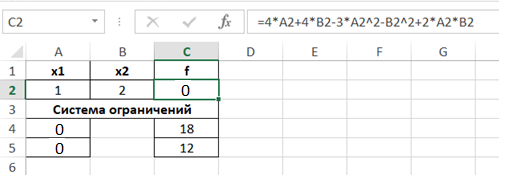 C2 fx =4*A2+4*B2-3*A2^2-B2^2+2*A2*B2
A B C D E F G
1 x1 x2 f
2 1 2 0
3 Система ограничений
4 0 18
5 0 12
6